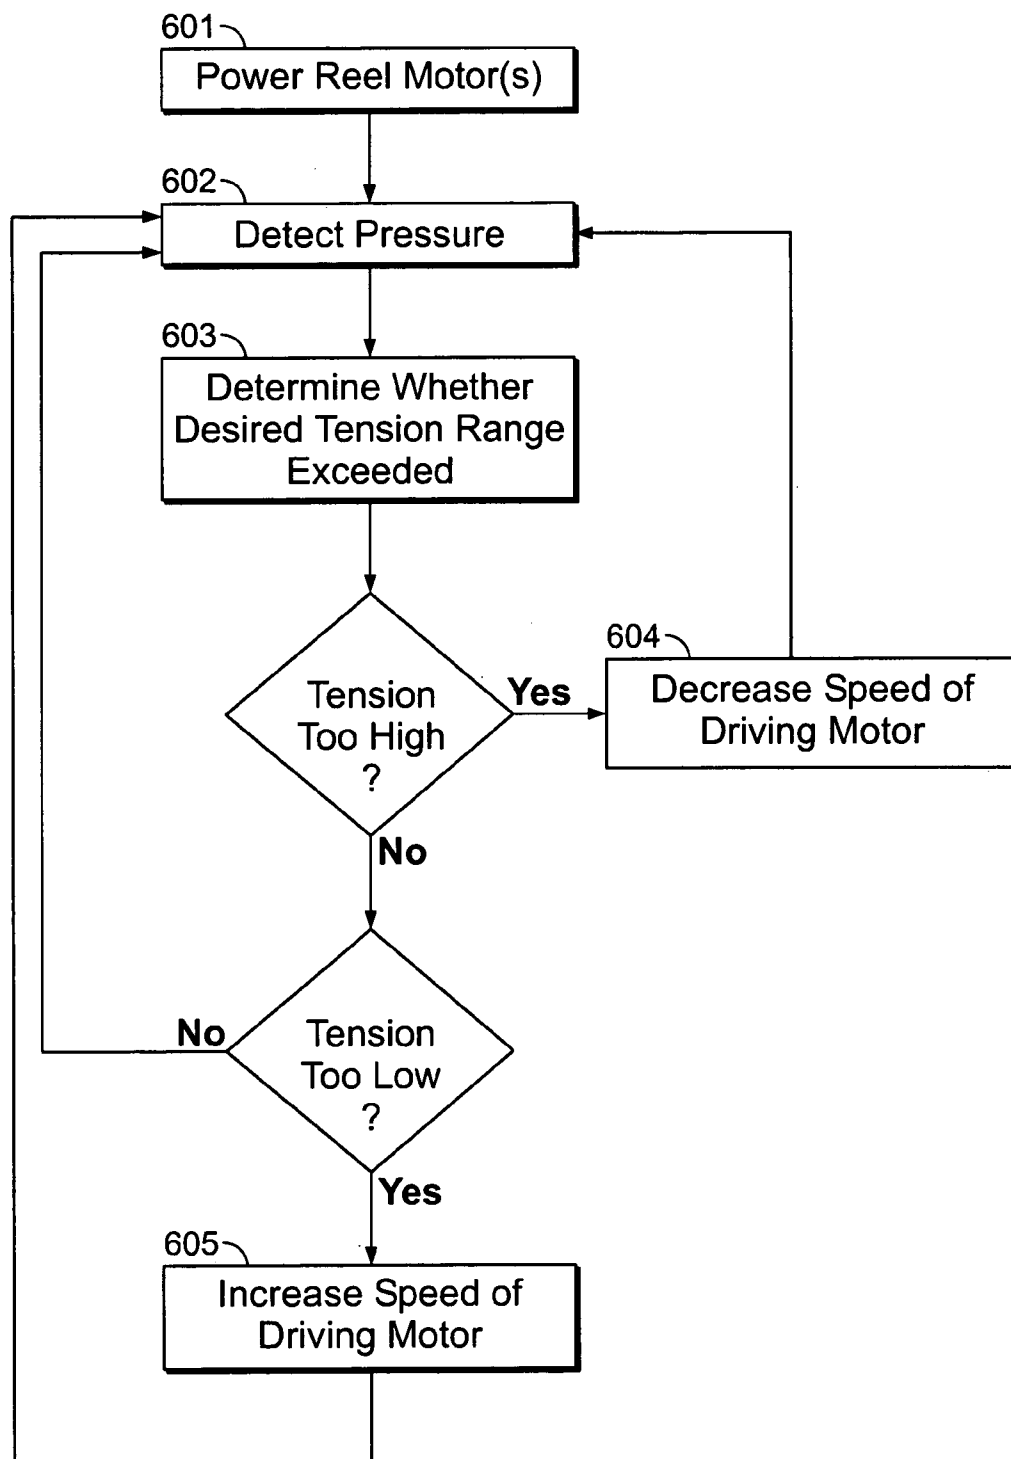 601
Power Reel Motor(s)
602
Detect Pressure
603
Determine Whether
Desired Tension Range
Exceeded
Tension
Too High
?
Yes
604
Decrease Speed of
Driving Motor
No
Tension
Too Low
?
No
Yes
605
Increase Speed of
Driving Motor